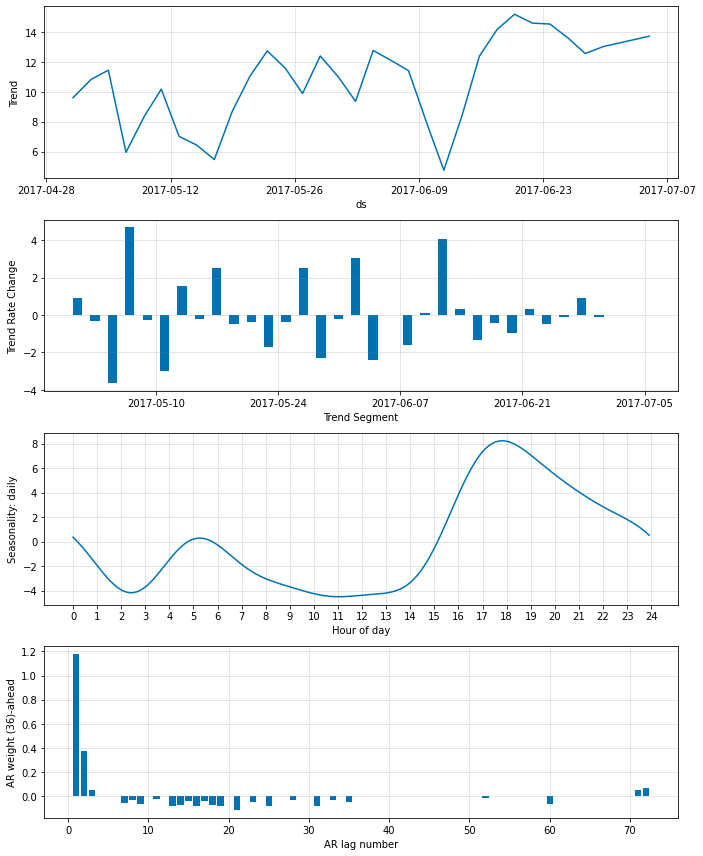 Trend
14
12
10
8
6
2017-04-28 2017-05-12 2017-05-26 2017-06-09 2017-06-23 2017-07-07
ds
Trend Rate Change
4
2
0
−2
−4
2017-05-10 2017-05-24 2017-06-07 2017-06-21 2017-07-05
Trend Segment
Seasonality: daily
8
6
4
2
0
−2
−4
0 1 2 3 4 5 6 7 8 9 10 11 12 13 14 15 16 17 18 19 20 21 22 23 24
Hour of day
AR weight (36)-ahead
1.2
1.0
0.8
0.6
0.4
0.2
0.0
0 10 20 30 40 50 60 70
AR lag number